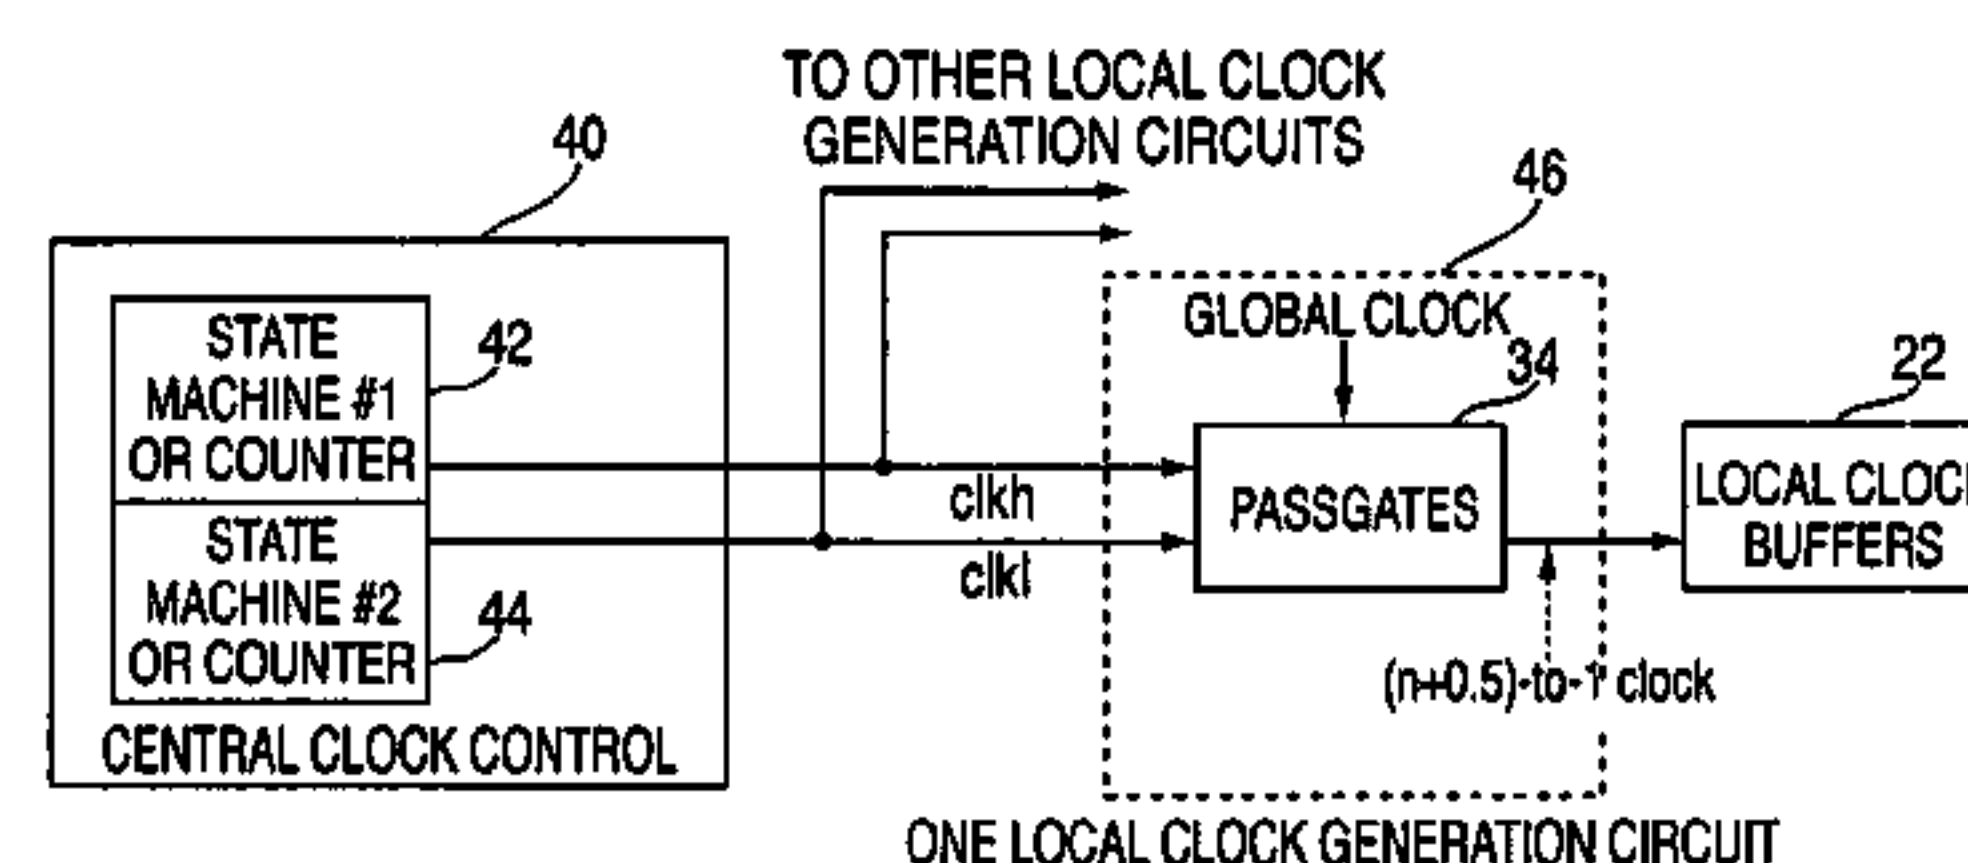 TO OTHER LOCAL CLOCK
GENERATION CIRCUITS
40
46
GLOBAL CLOCK
STATE
MACHINE #1
OR COUNTER
42
34
22
clkh
PASSGATES
LOCAL CLOCK
BUFFERS
STATE
MACHINE #2
OR COUNTER
44
clkl
(n+0.5)-to-1 clock
CENTRAL CLOCK CONTROL
ONE LOCAL CLOCK GENERATION CIRCUIT